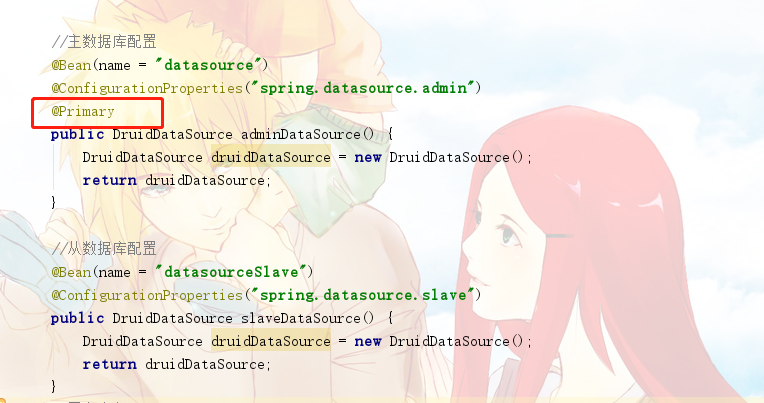 //主数据库配置
@Bean(name = "datasource")
@ConfigurationProperties("spring.datasource.admin")
@Primary
public DruidDataSource adminDataSource() {
DruidDataSource druidDataSource = new DruidDataSource();
return druidDataSource;
}
//从数据库配置
@Bean(name = "datasourceSlave")
@ConfigurationProperties("spring.datasource.slave")
public DruidDataSource slaveDataSource() {
DruidDataSource druidDataSource = new DruidDataSource();
return druidDataSource;
}